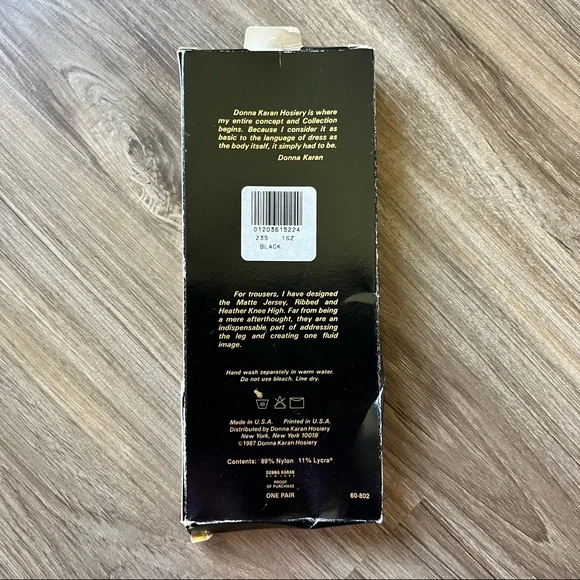 Donna Karan Hosiery is where
my entire concept and Collection
begins. Because I consider it as
basic to the language of dress as
the body itself, it simply had to be.
Donna Karan
01203615224
235 1SZ
BLACK
For trousers, I have designed
the Matte Jersey, Ribbed and
Heather Knee High. Far from being
a mere afterthought, they are an
indispensable part of addressing
the leg and creating one fluid
image.
Hand wash separately in warm water.
Do not use bleach. Line dry.
40
Made in U.S.A. Printed in U.S.A.
Distributed by Donna Karan Hosiery
New York, New York 10018
©1987 Donna Karan Hosiery
Contents: 89% Nylon 11% Lycra®
DONNA KARAN
NEW YORK
PROOF
OF PURCHASE
ONE PAIR 60-802